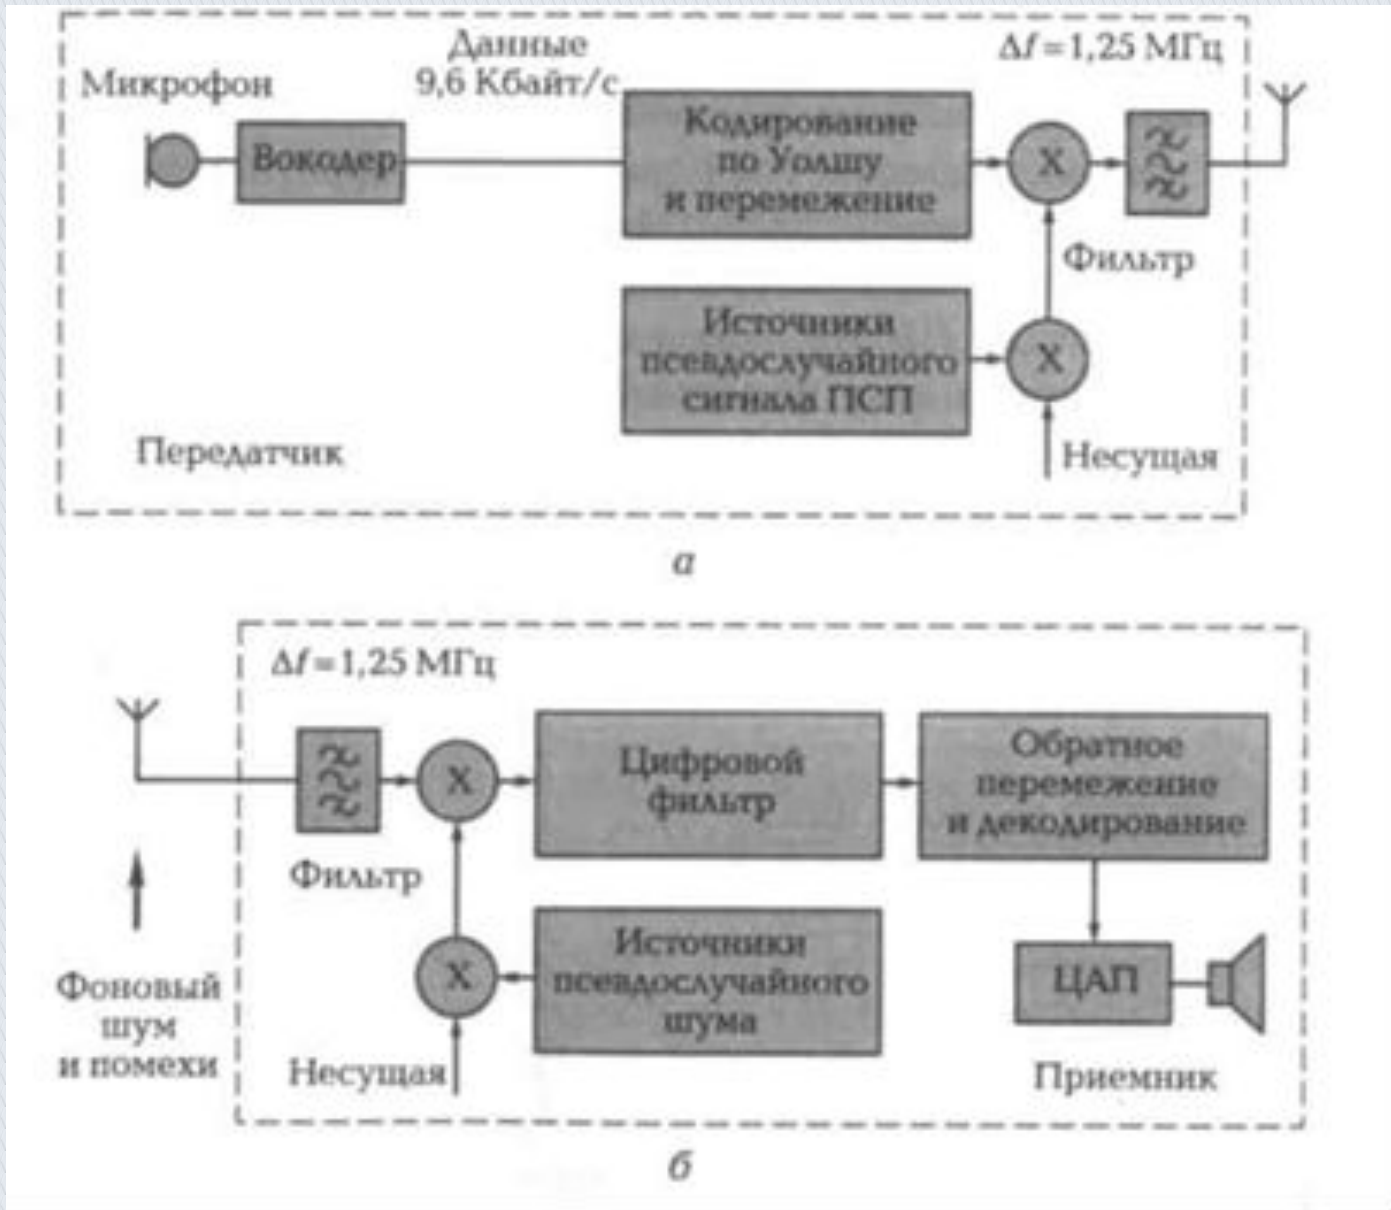 Данные
Δf=1,25 МГц
Микрофон
9,6 Кбайт/с
Вокодер
Кодирование
по Уолшу
и перемежение
X
Фильтр
Источники
псевдослучайного
сигнала ПСП
X
Передатчик
Несущая
а
Δf=1,25 МГц
X
Цифровой
фильтр
Обратное
перемежение
и декодирование
Фильтр
Фоновый
шум
и помехи
X
Источники
псевдослучайного
шума
ЦАП
Несущая
Приемник
б